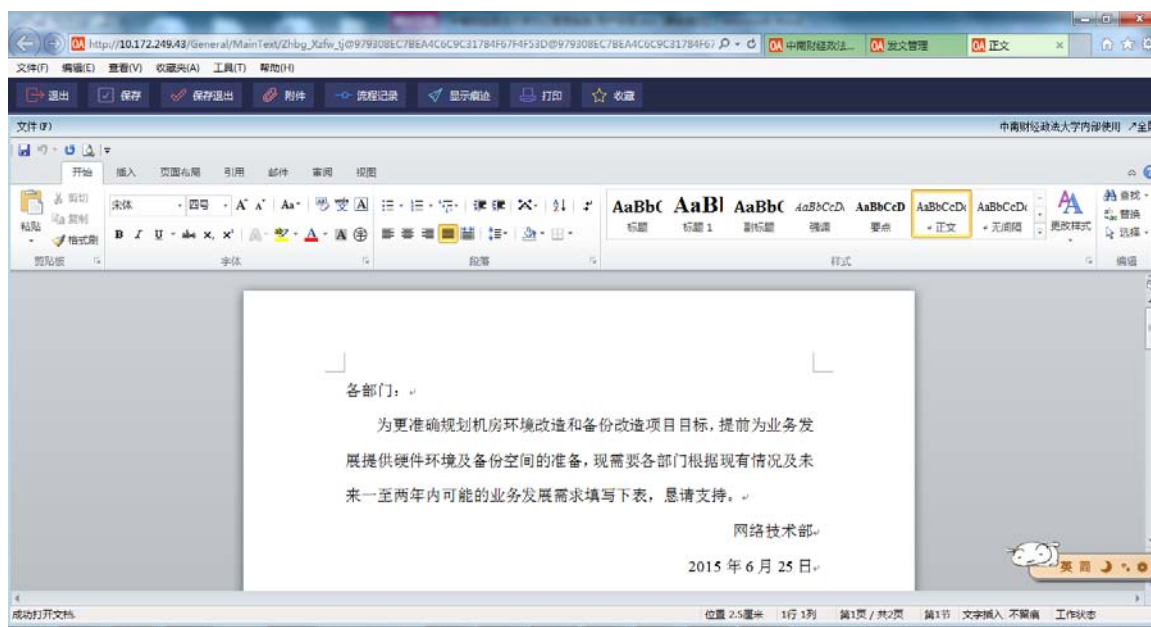 http://10.172.249.43/General/MainText/Zhbg_Xzfw_tj@979308EC7BEA4C6C9C31784F67F4F53D@979308EC7BEA4C6C9C31784F67
中南财经政法... 发文管理 正文
文件(F) 编辑(E) 查看(V) 收藏夹(A) 工具(T) 帮助(H)
退出 保存 保存退出 附件 流程记录 显示痕迹 打印 收藏
文件(F) 中南财经政法大学内部使用
开始 插入 页面布局 引用 邮件 审阅 视图
剪切 复制 格式刷 粘贴
宋体 四号
查找 替换 选择
AaBbC AaBl AaBbC AaBbCcD AaBbCcD AaBbCcDc AaBbCcDc
标题 标题 1 副标题 强调 要点 正文 无间隔 更改样式
剪贴板 字体 段落 样式 编辑
各部门：
为更准确规划机房环境改造和备份改造项目目标，提前为业务发
展提供硬件环境及备份空间的准备，现需要各部门根据现有情况及未
来一至两年内可能的业务发展需求填写下表，恳请支持。
网络技术部
2015 年 6 月 25 日
英 简
成功打开文档. 位置 2.5厘米 1行 1列 第1页 / 共2页 第1节 文字插入 不留痕 工作状态